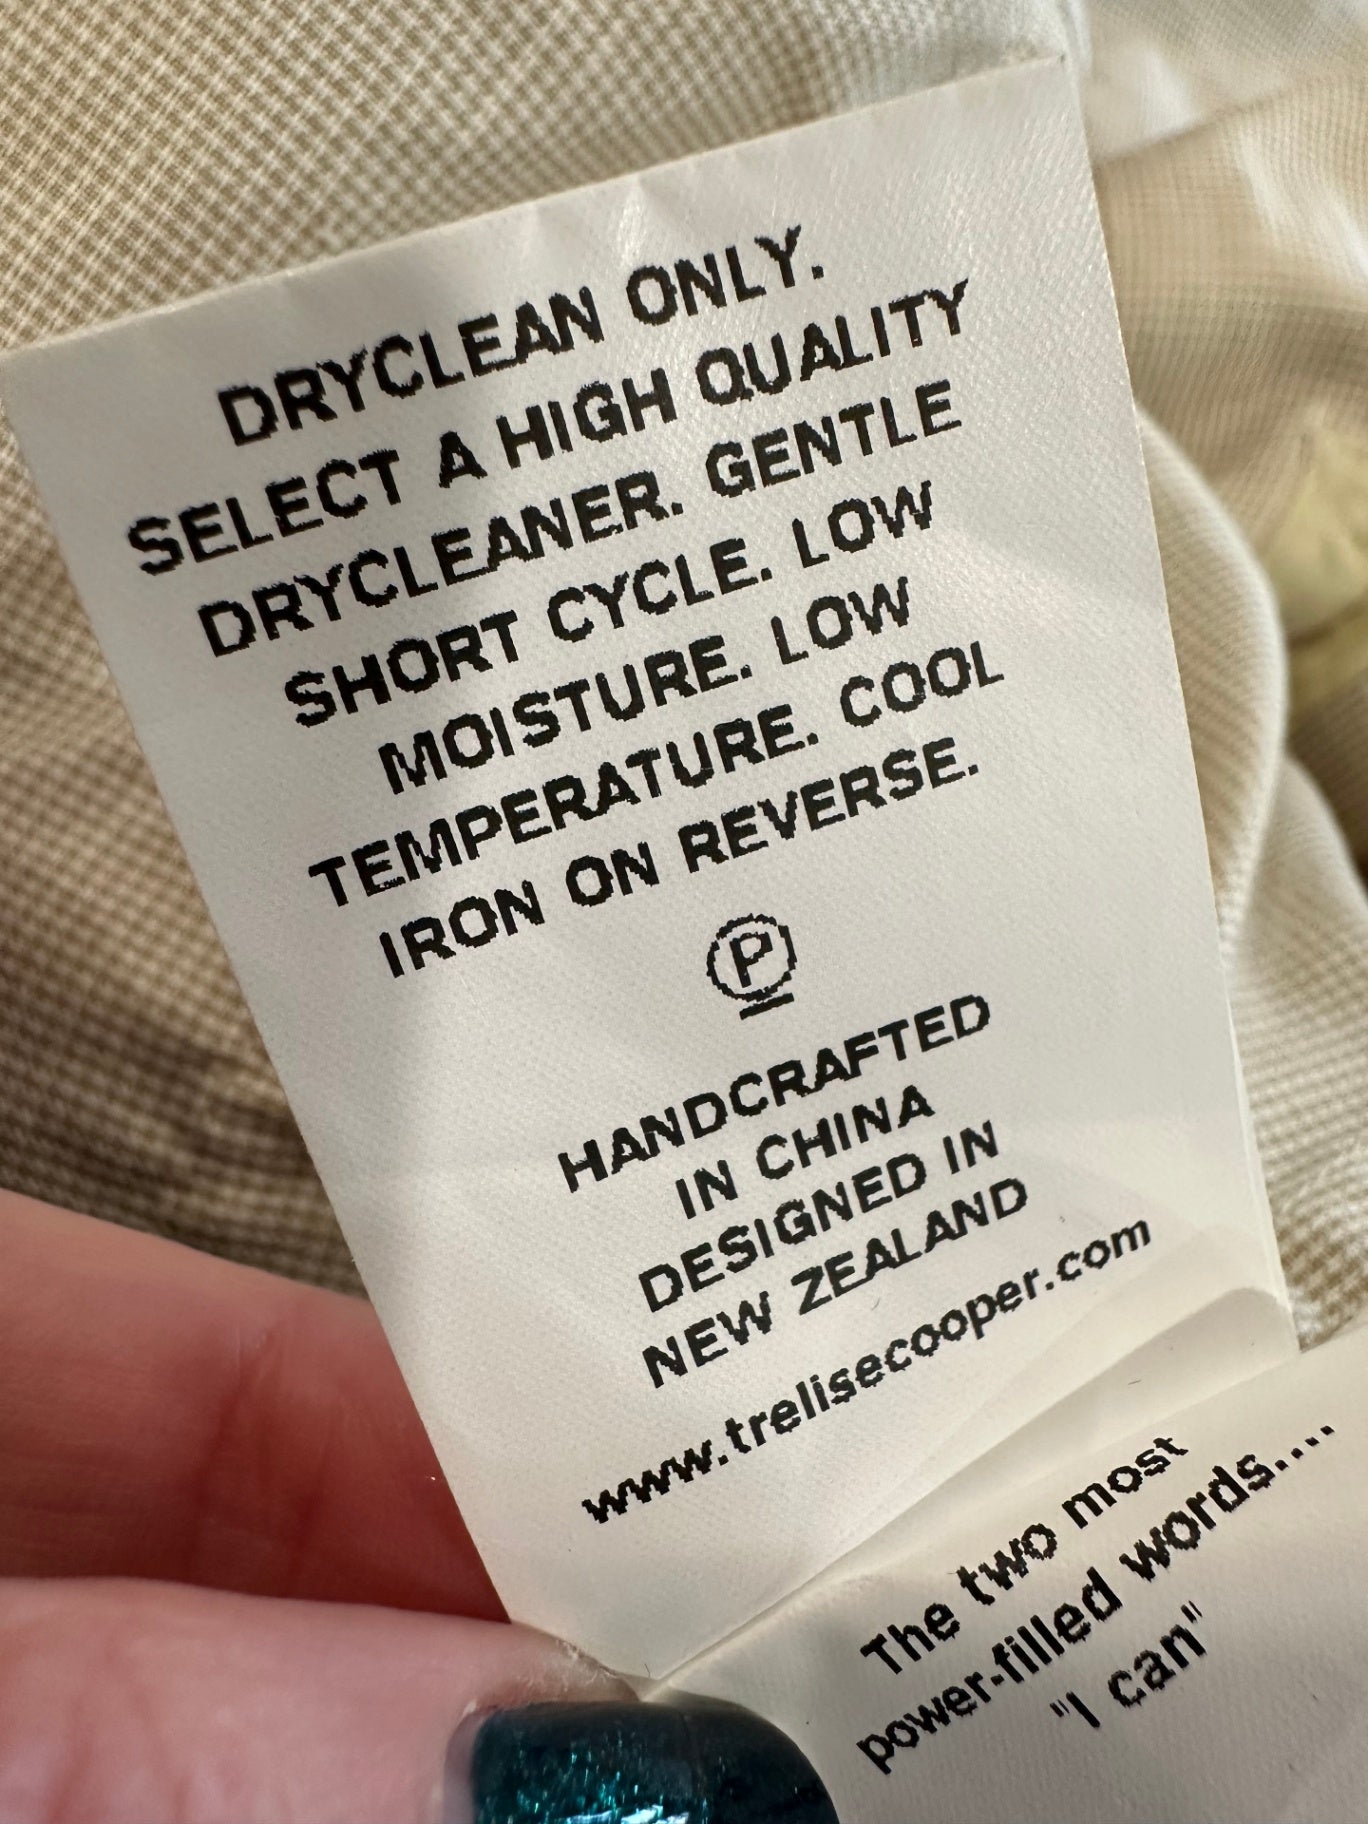 DRYCLEAN ONLY.
SELECT A HIGH QUALITY
DRYCLEANER. GENTLE
SHORT CYCLE. LOW
MOISTURE. LOW
TEMPERATURE. COOL
IRON ON REVERSE.
P
HANDCRAFTED
IN CHINA
DESIGNED IN
NEW ZEALAND
www.trelisecooper.com
The two most
power-filled words....
"I can"